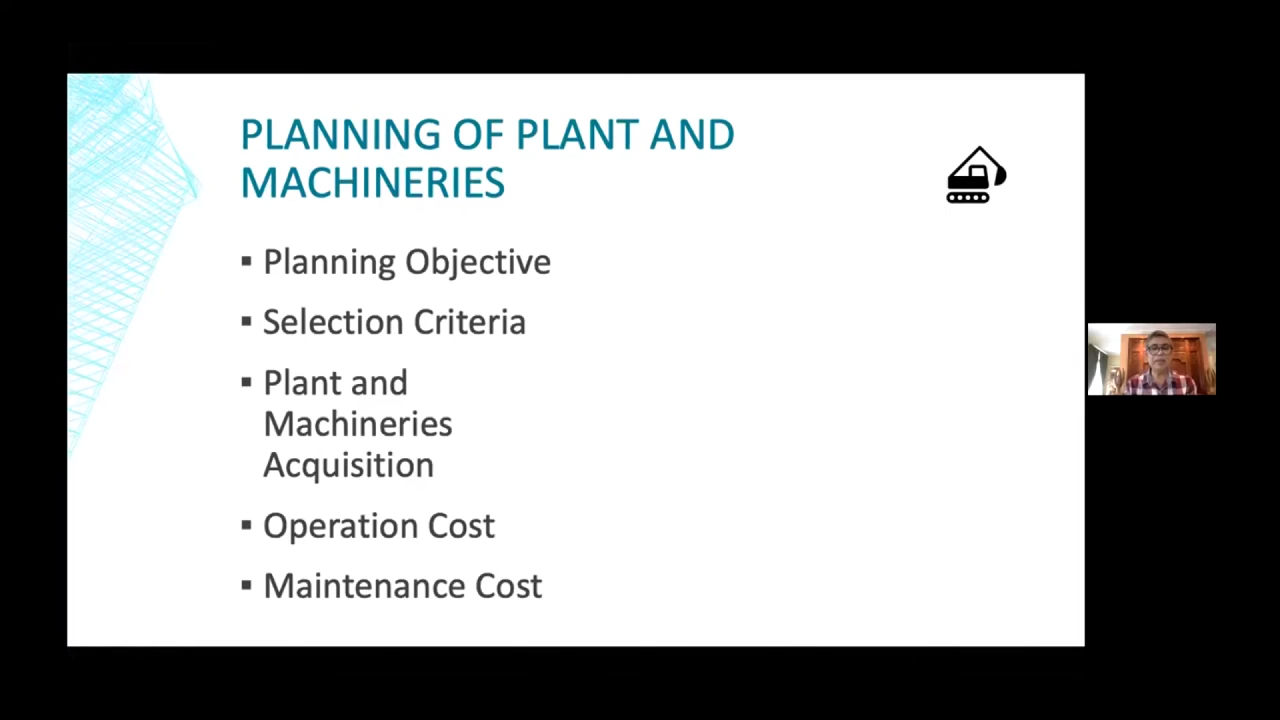 PLANNING OF PLANT AND
MACHINERIES
▪ Planning Objective
▪ Selection Criteria
▪ Plant and
Machineries
Acquisition
▪ Operation Cost
▪ Maintenance Cost